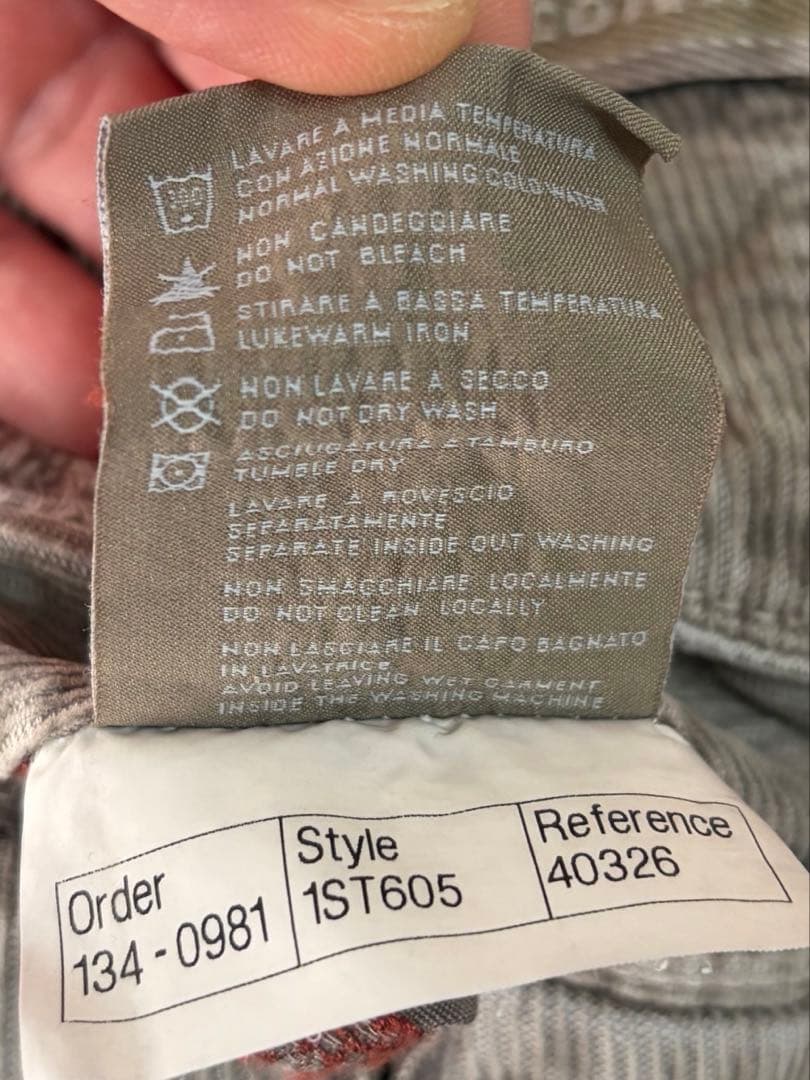 LAVARE A MEDIA TEMPERATURA
CON AZIONE NORMALE
NORMAL WASHING COLD WATER
NON CANDEGGIARE
DO NOT BLEACH
STIRARE A BASSA TEMPERATURA
LUKEWARM IRON
NON LAVARE A SECCO
DO NOT DRY WASH
ASCIUGATURA A TAMBURO
TUMBLE DRY
LAVARE A ROVESCIO
SEPARATAMENTE
SEPARATE INSIDE OUT WASHING
NON SMACCHIARE LOCALMENTE
DO NOT CLEAN LOCALLY
NON LASCIARE IL CAPO BAGNATO
IN LAVATRICE
AVOID LEAVING WET GARMENT
INSIDE THE WASHING MACHINE
Order
134-0981
Style
1ST605
Reference
40326